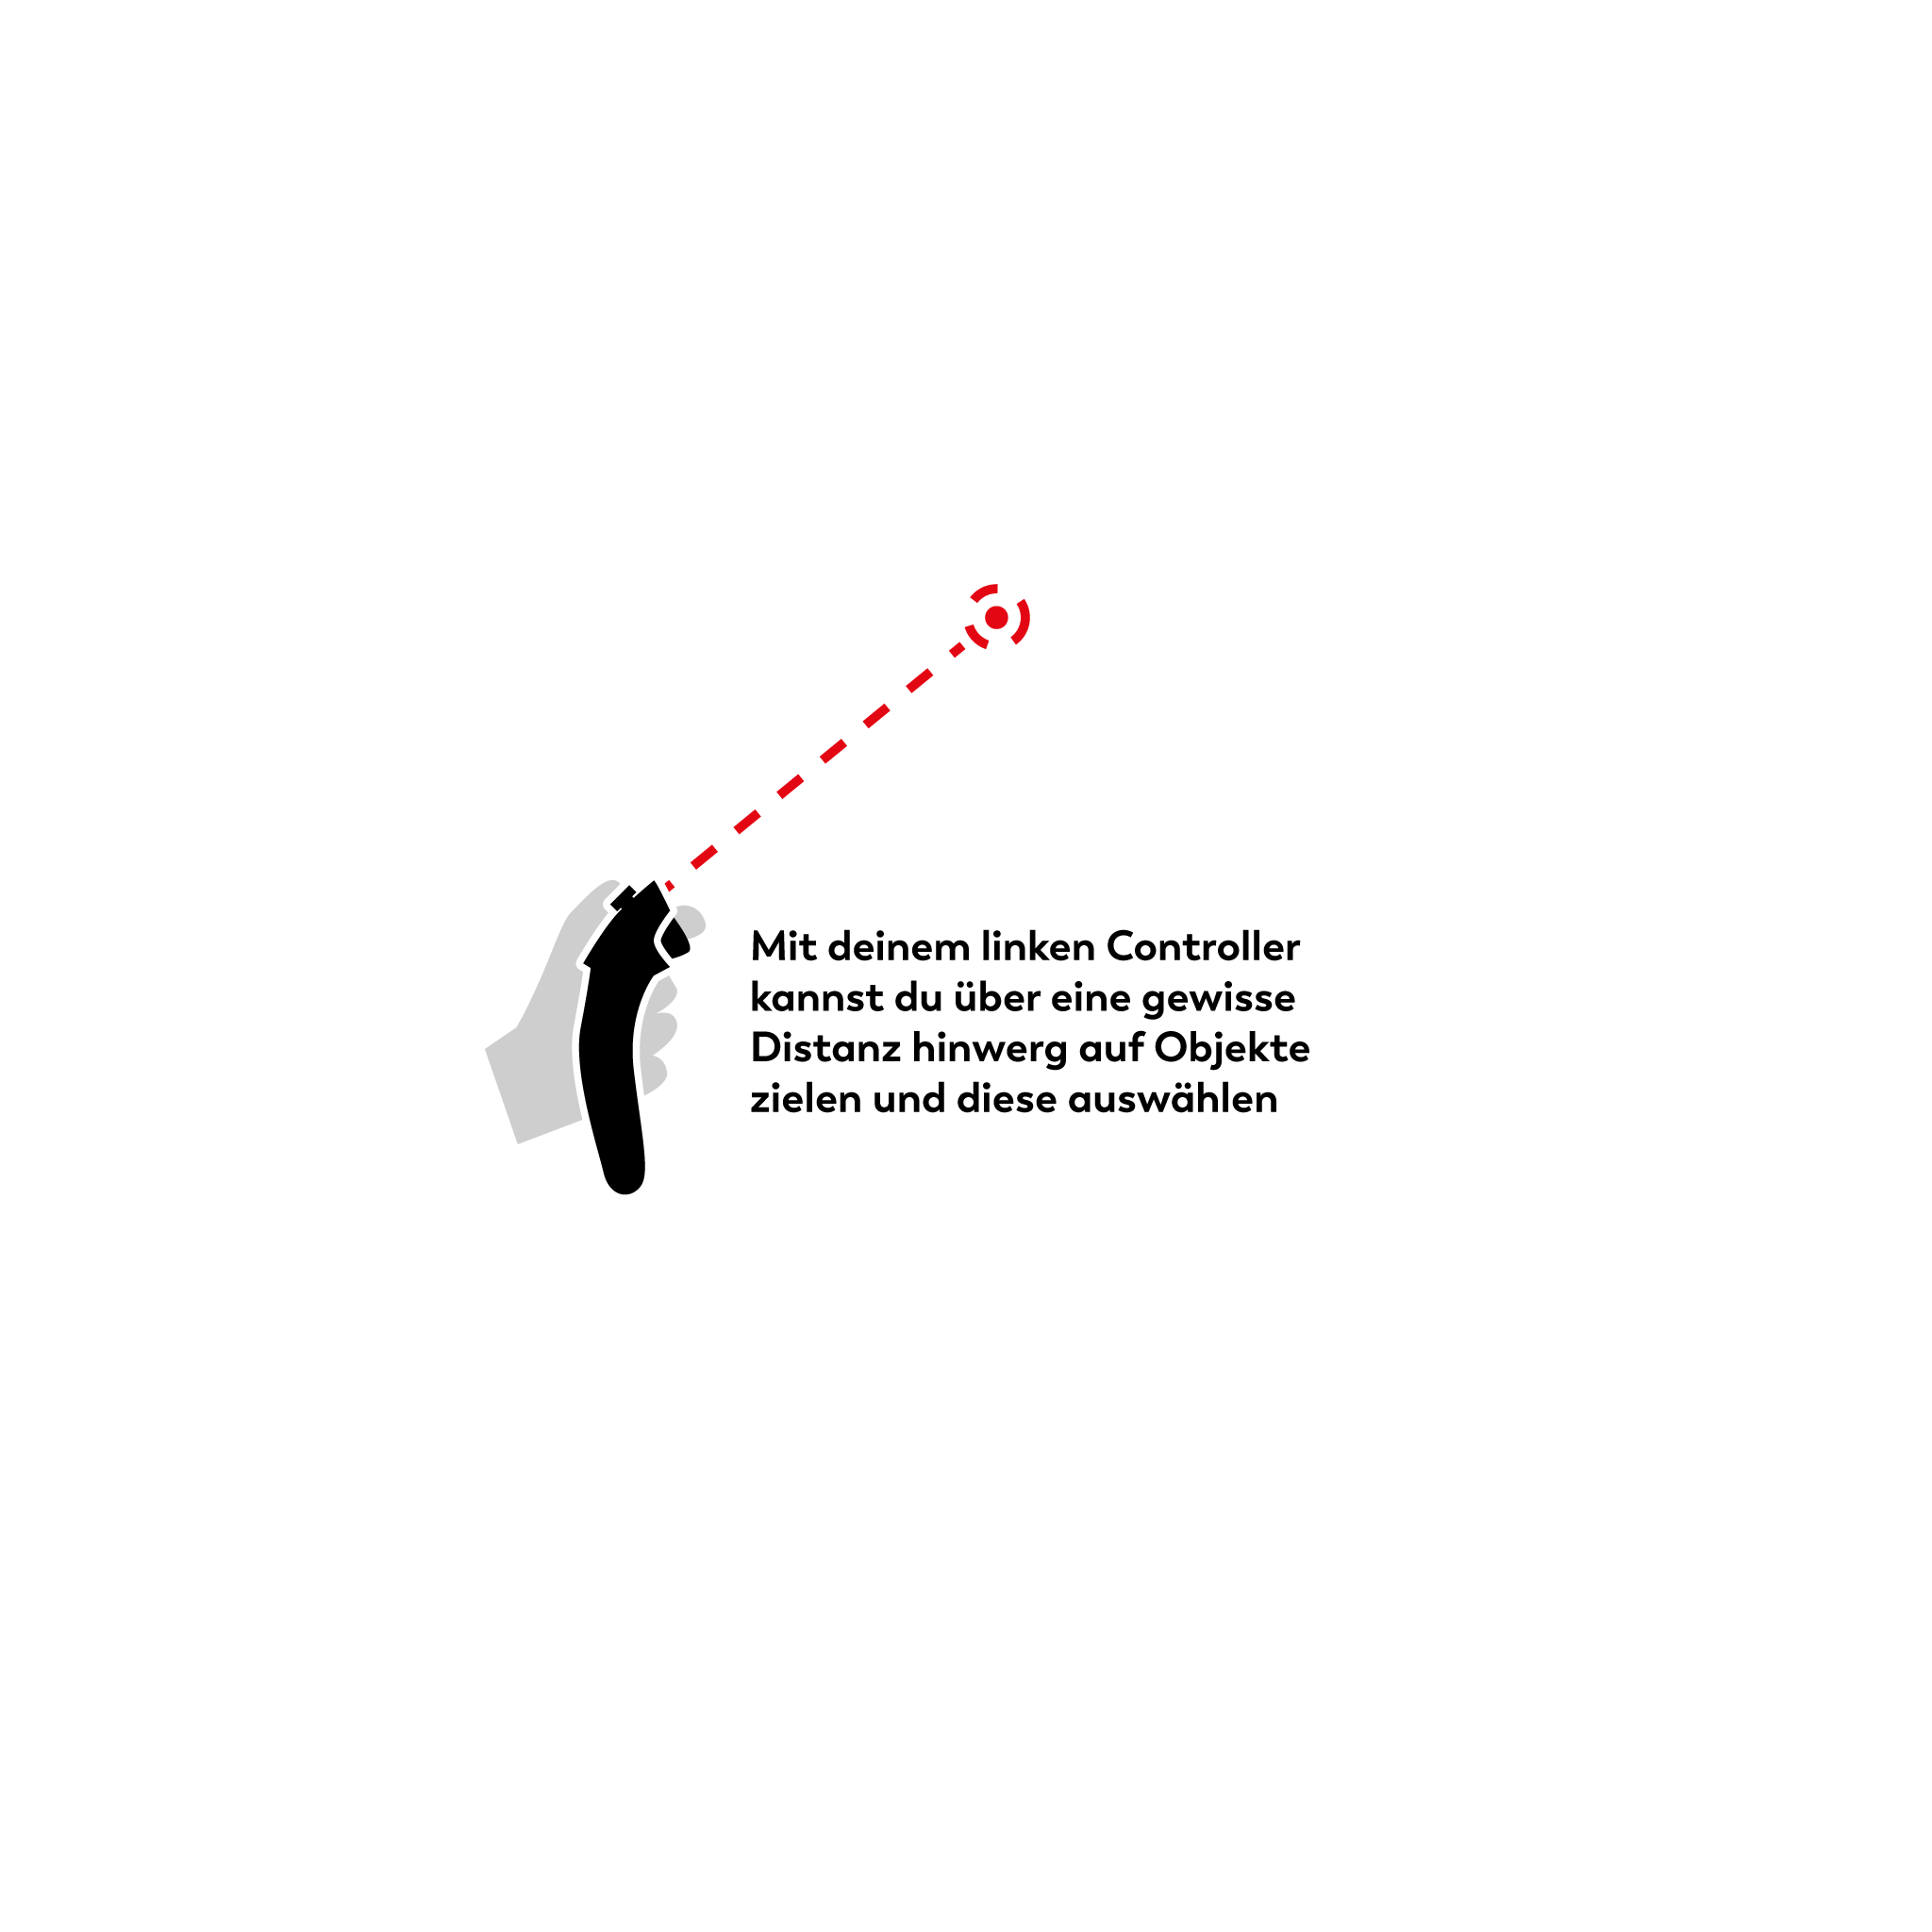 Mit deinem linken Controller
kannst du über eine gewisse
Distanz hinwerg auf Objekte
zielen und diese auswählen